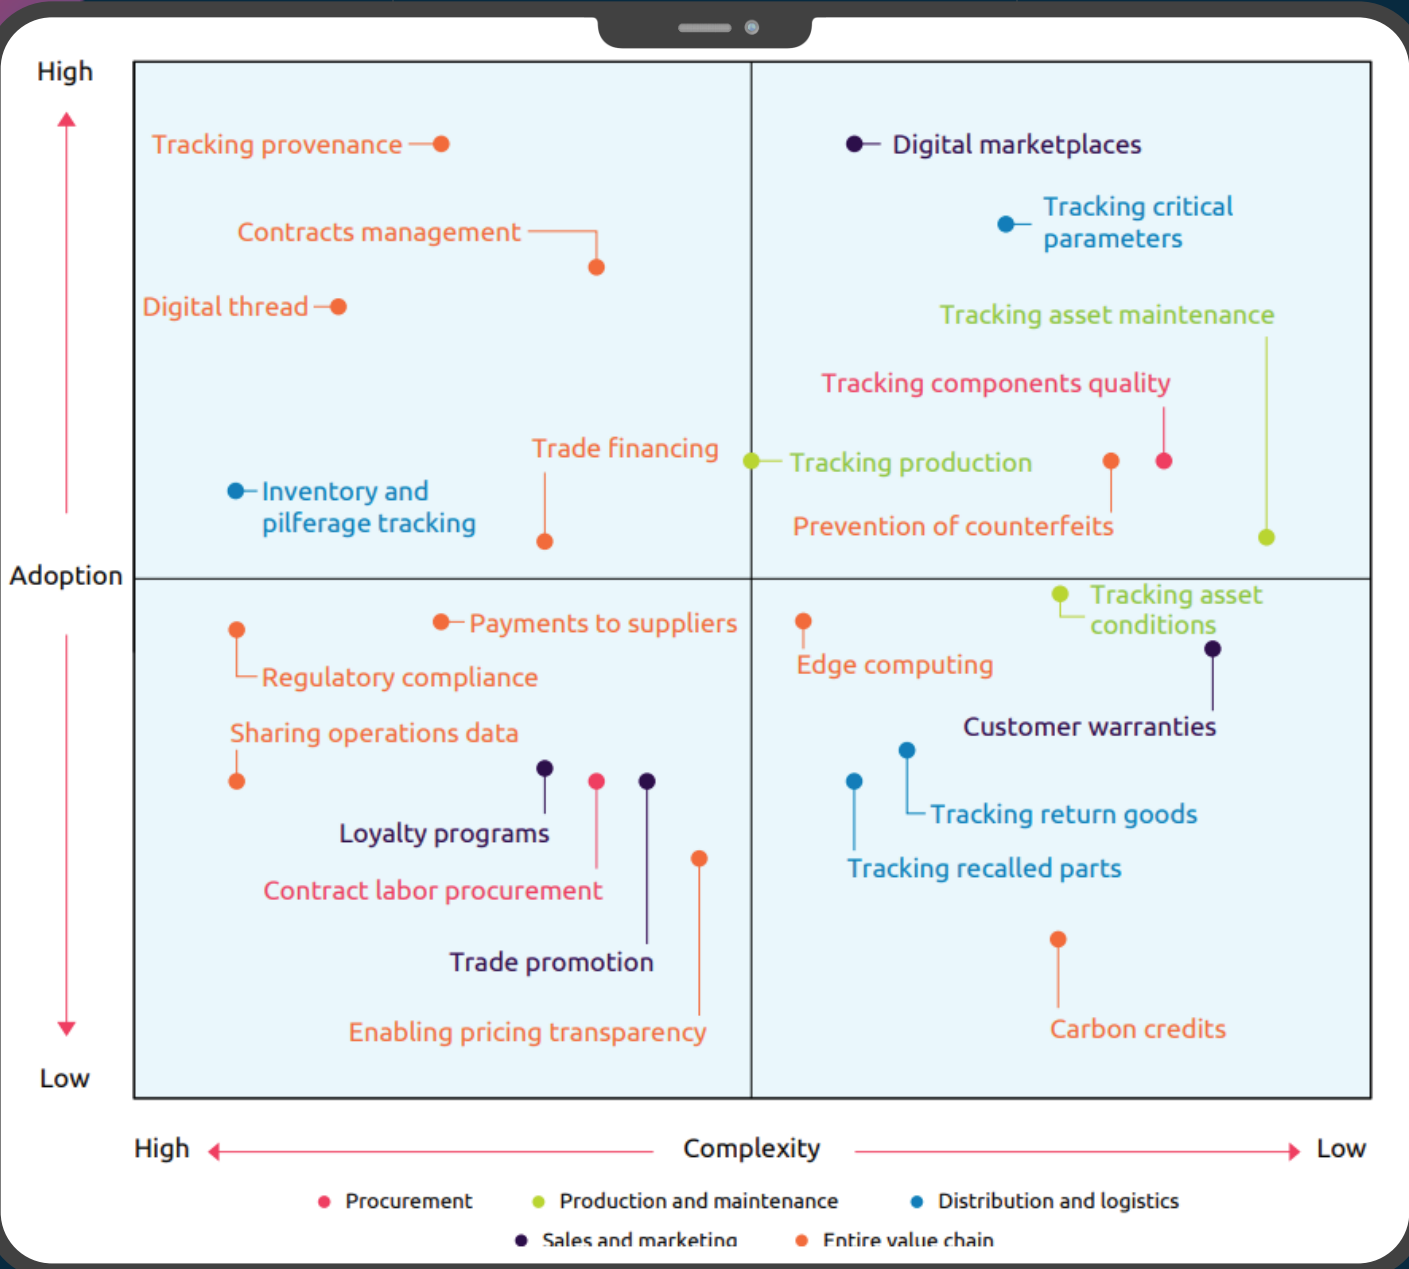 High
Tracking provenance
Digital marketplaces
Tracking critical
parameters
Contracts management
Digital thread
Tracking asset maintenance
Tracking components quality
Trade financing
Tracking production
Inventory and
pilferage tracking
Prevention of counterfeits
Adoption
Payments to suppliers
Tracking asset
conditions
Regulatory compliance
Edge computing
Sharing operations data
Customer warranties
Loyalty programs
Tracking return goods
Contract labor procurement
Tracking recalled parts
Trade promotion
Enabling pricing transparency
Carbon credits
Low
High
Complexity
Low
Procurement
Production and maintenance
Distribution and logistics
Sales and marketing
Entire value chain